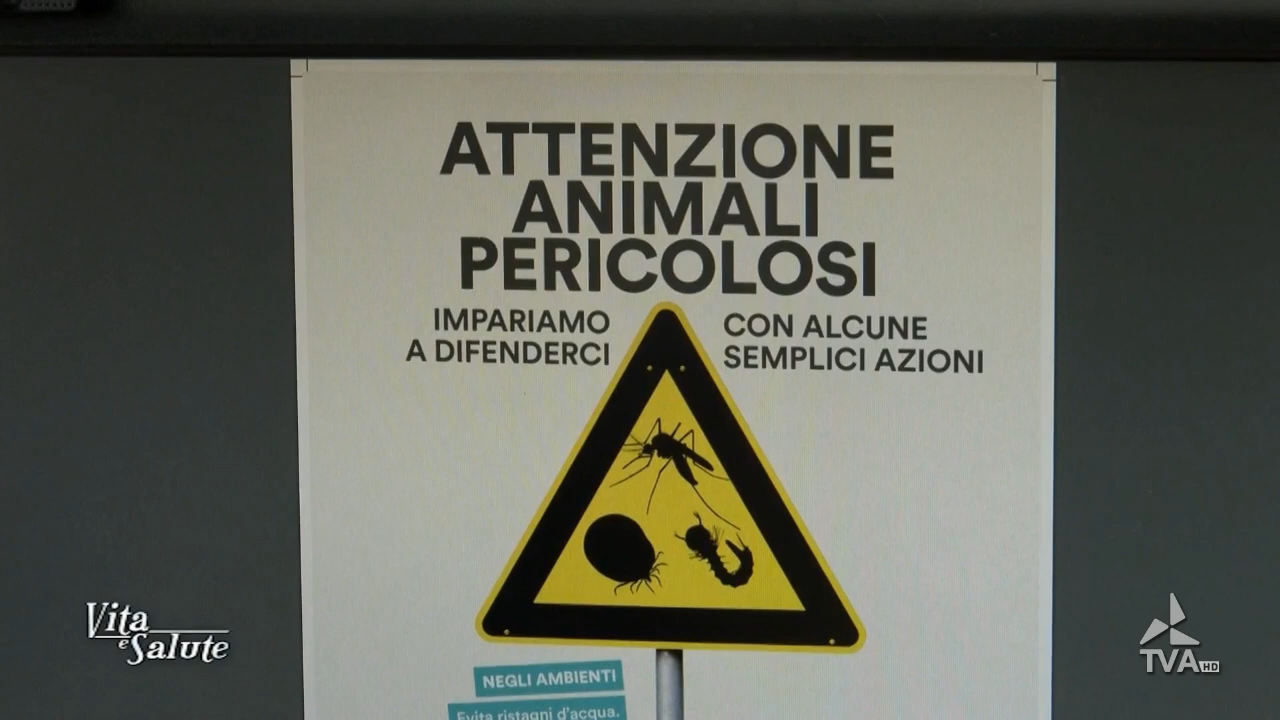 ATTENZIONE
ANIMALI
PERICOLOSI
IMPARIAMO
A DIFENDERCI
CON ALCUNE
SEMPLICI AZIONI
NEGLI AMBIENTI
Evita ristagni d'acqua.
Vita
e Salute
TVA HD